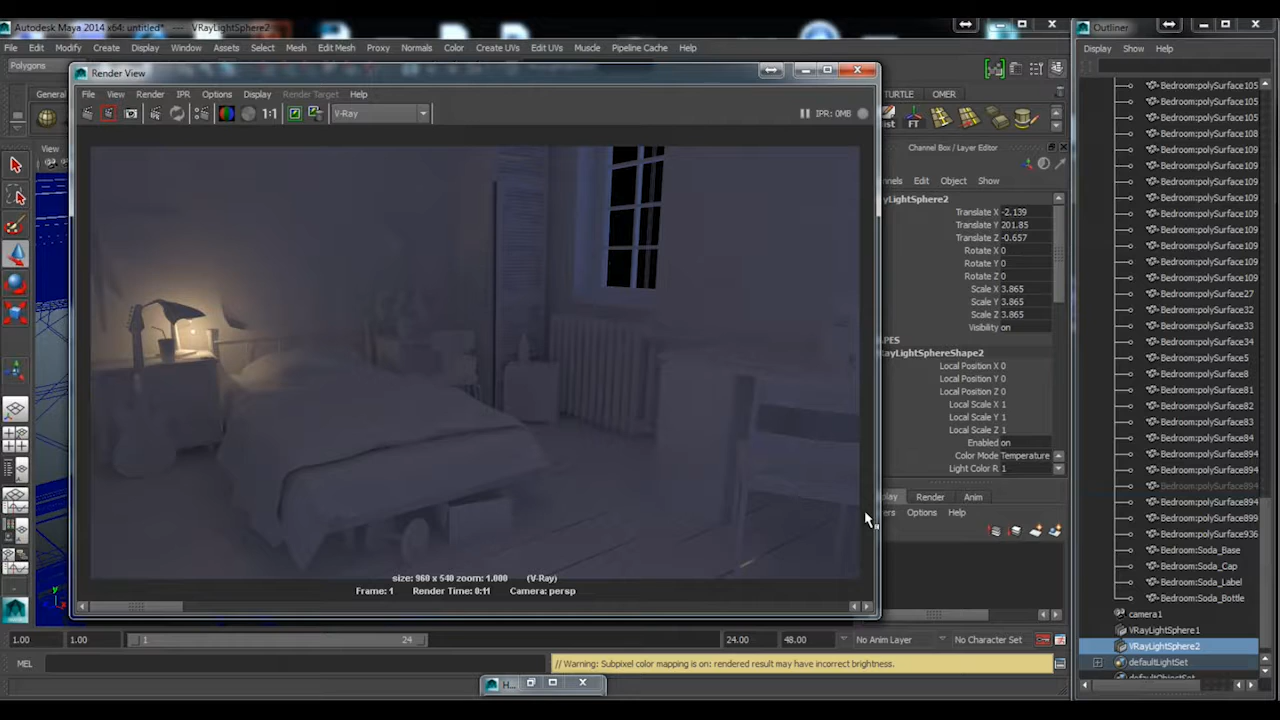 Autodesk Maya 2014 x64: untitled* --- VRayLightSphere2
Outliner
File Edit Modify Create Display Window Assets Select Mesh Edit Mesh Proxy Normals Color Create UVs Edit UVs Muscle Pipeline Cache Help
Display Show Help
Polygons
Render View
General
TURTLE OMER
File View Render IPR Options Display Render Target Help
1:1
V-Ray
IPR: 0MB
FT
View
Channel Box / Layer Editor
Edit Object Show
Translate X -2.139
Translate Y 201.85
Translate Z -0.657
Rotate X 0
Rotate Y 0
Rotate Z 0
Scale X 3.865
Scale Y 3.865
Scale Z 3.865
Visibility on
Local Position X 0
Local Position Y 0
Local Position Z 0
Local Scale X 1
Local Scale Y 1
Local Scale Z 1
Enabled on
Color Mode Temperature
Light Color R 1
Render Anim
Options Help
Bedroom:polySurface105
Bedroom:polySurface105
Bedroom:polySurface105
Bedroom:polySurface108
Bedroom:polySurface109
Bedroom:polySurface109
Bedroom:polySurface109
Bedroom:polySurface109
Bedroom:polySurface109
Bedroom:polySurface109
Bedroom:polySurface109
Bedroom:polySurface109
Bedroom:polySurface109
Bedroom:polySurface27
Bedroom:polySurface32
Bedroom:polySurface33
Bedroom:polySurface34
Bedroom:polySurface5
Bedroom:polySurface8
Bedroom:polySurface81
Bedroom:polySurface82
Bedroom:polySurface83
Bedroom:polySurface84
Bedroom:polySurface894
Bedroom:polySurface894
Bedroom:polySurface894
Bedroom:polySurface894
Bedroom:polySurface899
Bedroom:polySurface936
Bedroom:Soda_Base
Bedroom:Soda_Cap
Bedroom:Soda_Label
Bedroom:Soda_Bottle
camera1
VRayLightSphere1
VRayLightSphere2
defaultLightSet
size: 960 x 540 zoom: 1.000 (V-Ray)
Frame: 1 Render Time: 0:11 Camera: persp
1.00 1.00 1 24 24.00 48.00 No Anim Layer No Character Set
MEL
// Warning: Subpixel color mapping is on: rendered result may have incorrect brightness.
H...